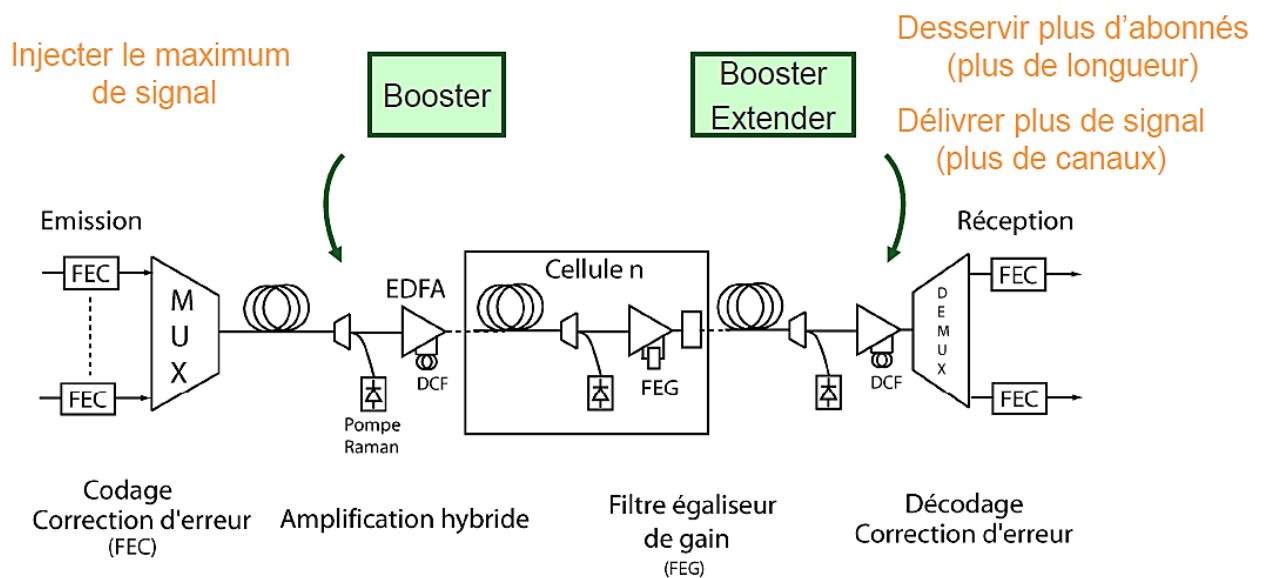 Injecter le maximum
de signal
Booster
Booster
Extender
Desservir plus d’abonnés
(plus de longueur)
Délivrer plus de signal
(plus de canaux)
Emission
Réception
FEC
FEC
MUX
EDFA
DCF
Pompe
Raman
Cellule n
FEG
DCF
DEMUX
FEC
FEC
Codage
Correction d'erreur
(FEC)
Amplification hybride
Filtre égaliseur
de gain
(FEG)
Décodage
Correction d'erreur